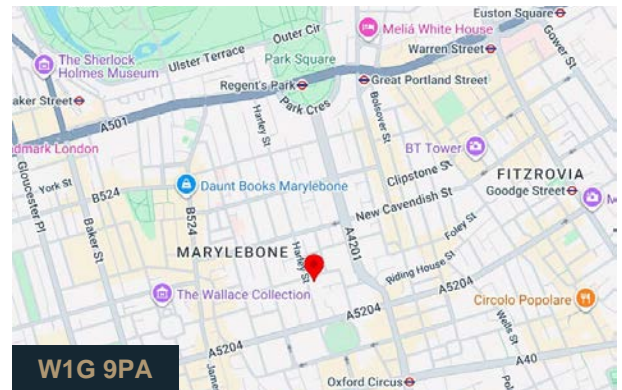 Euston Square
Meliá White House
Outer Cir
Ulster Terrace
Park Square
Warren Street
Gower St
The Sherlock
Holmes Museum
Regent's Park
Great Portland Street
aker Street
Park Cres
Bolsover St
A501
Harley St
BT Tower
ndmark London
Clipstone St
FITZROVIA
York St
B524
Daunt Books Marylebone
Goodge Street
Gloucester Pl
New Cavendish St
M
Baker St
B524
Foley St
MARYLEBONE
Harley St
A4201
Riding House St
The Wallace Collection
A5204
Circolo Popolare
Wells St
A5204
W1G 9PA
Jame
A40
Oxford Circus